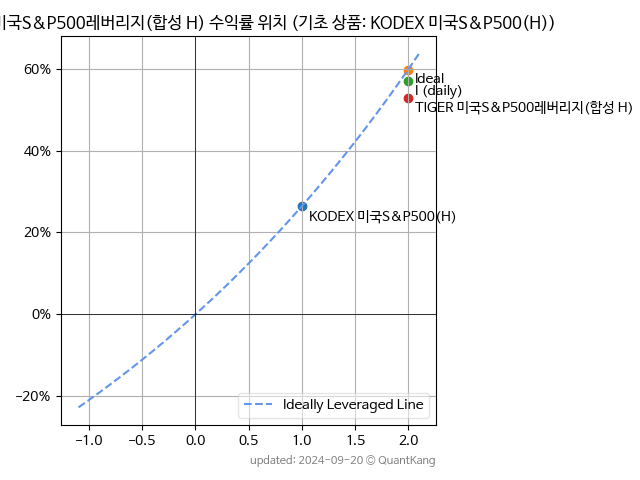 미국S&P500레버리지(합성 H) 수익률 위치 (기초 상품: KODEX 미국S&P500(H))
60%
40%
20%
0%
−20%
Ideal
I (daily)
TIGER 미국S&P500레버리지(합성 H)
KODEX 미국S&P500(H)
Ideally Leveraged Line
−1.0
−0.5
0.0
0.5
1.0
1.5
2.0
updated: 2024-09-20 © QuantKang